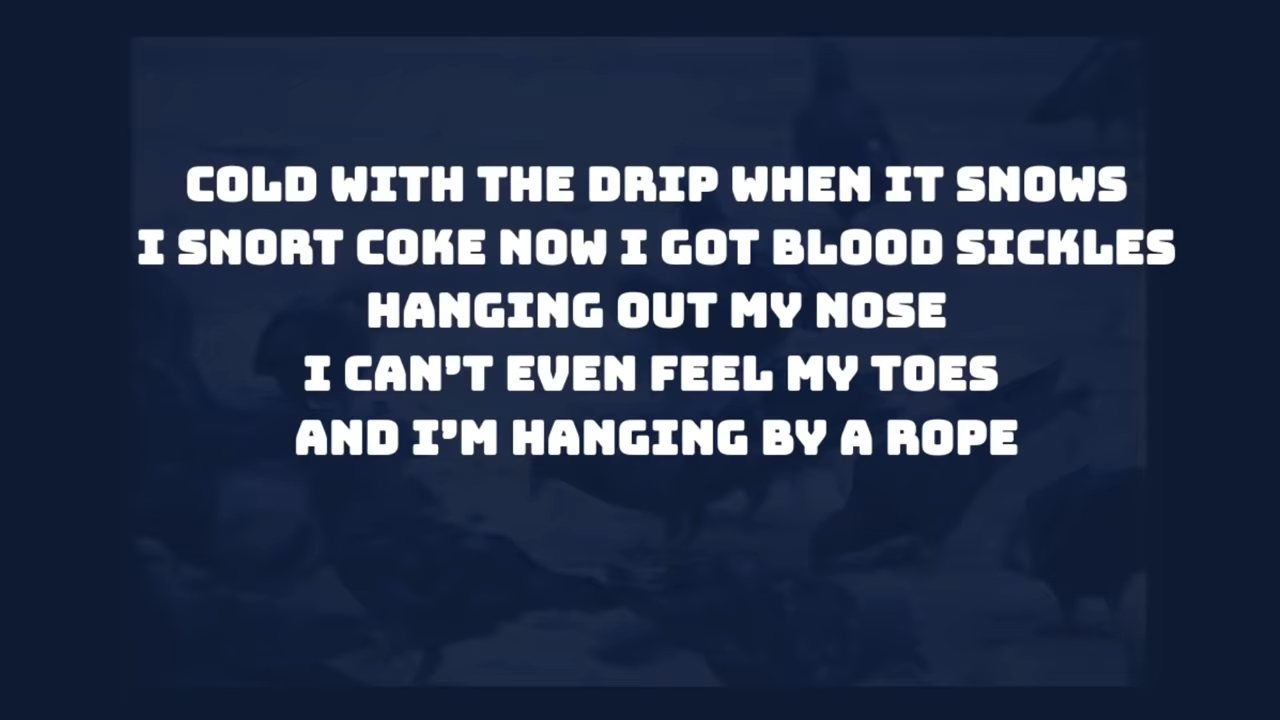 COLD WITH THE DRIP WHEN IT SNOWS
I SNORT COKE NOW I GOT BLOOD SICKLES
HANGING OUT MY NOSE
I CAN'T EVEN FEEL MY TOES
AND I'M HANGING BY A ROPE